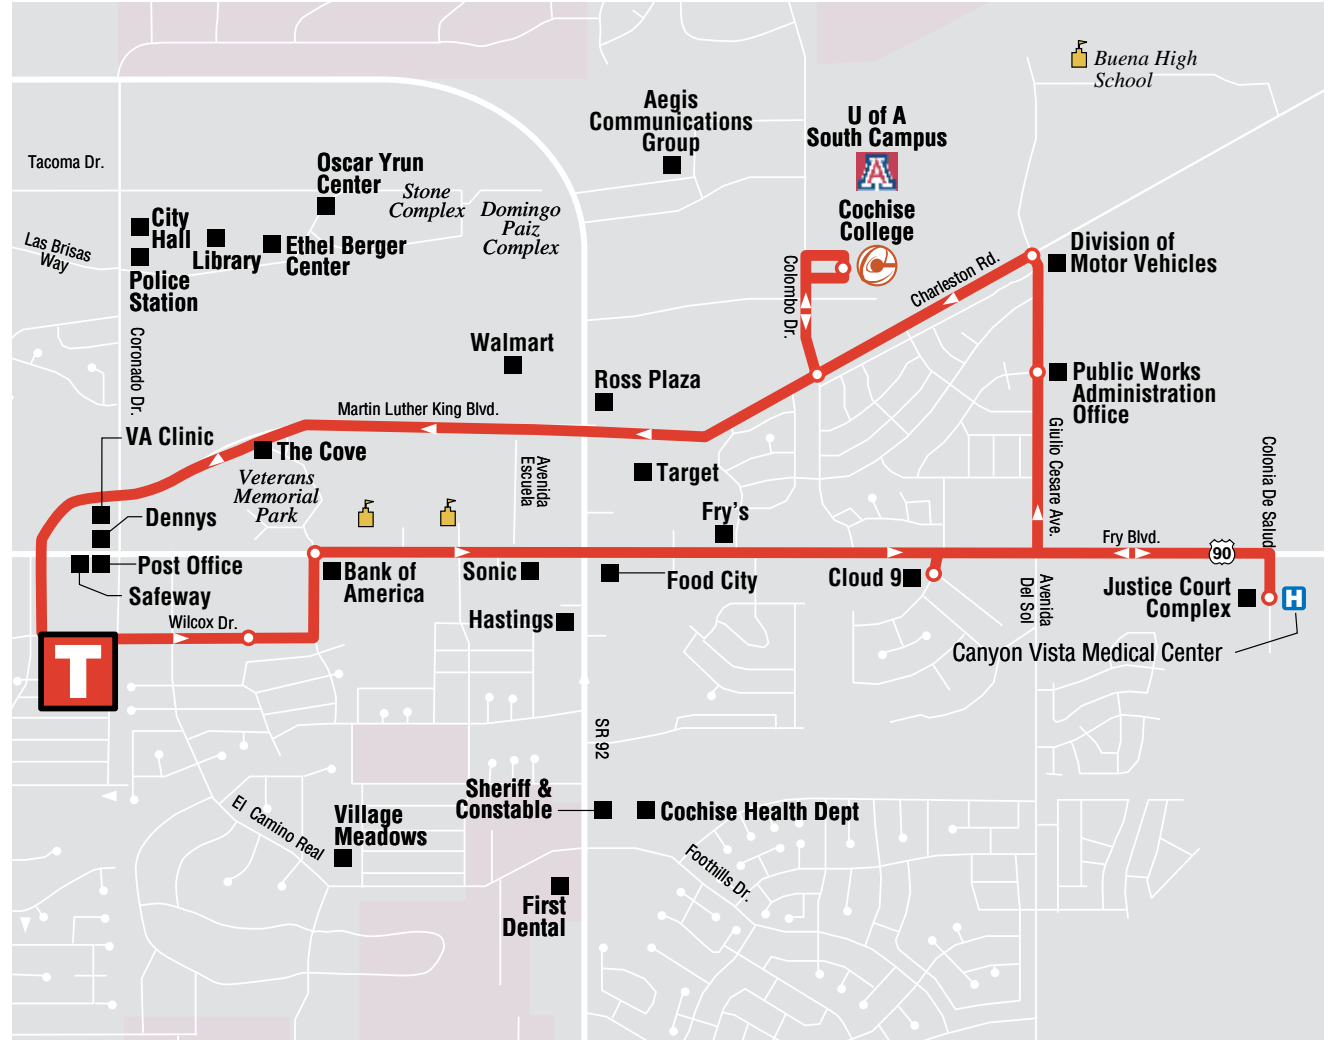 Buena High
School
Aegis
Communications
Group
U of A
South Campus
A
Tacoma Dr.
Oscar Yrun
Center
Stone
Complex
Domingo
Paiz
Complex
Cochise
College
City
Hall
Las Brisas
Way
Library
Ethel Berger
Center
Police
Station
Division of
Motor Vehicles
Charleston Rd.
Colombo Dr.
Coronado Dr.
Walmart
Ross Plaza
Public Works
Administration
Office
Martin Luther King Blvd.
VA Clinic
The Cove
Veterans
Memorial
Park
Avenida
Escuela
Target
Giulio Cesare Ave.
Colonia De Salud
Dennys
Fry's
Fry Blvd.
90
Post Office
Safeway
Bank of
America
Sonic
Food City
Cloud 9
Avenida
Del Sol
Justice Court
Complex
H
Wilcox Dr.
Hastings
Canyon Vista Medical Center
T
SR 92
Sheriff &
Constable
Cochise Health Dept
El Camino Real
Village
Meadows
Foothills Dr.
First
Dental